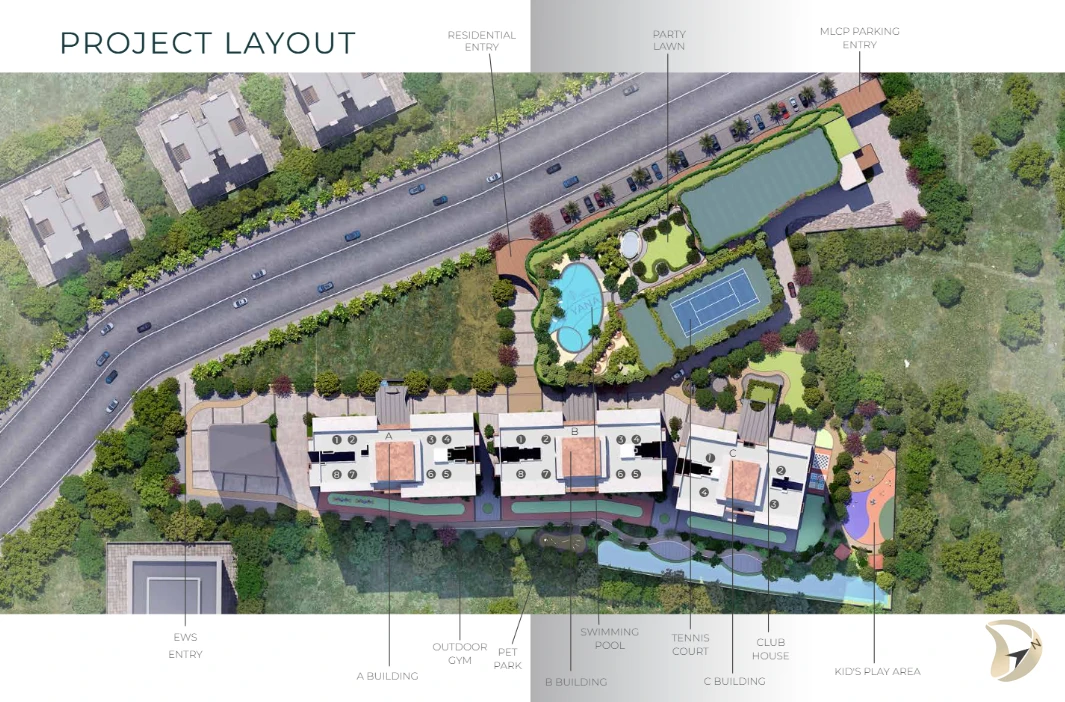 PROJECT LAYOUT
RESIDENTIAL
ENTRY
PARTY
LAWN
MLCP PARKING
ENTRY
YANA
A
1 2
3 4
8 7
6 5
B
1 2
3 4
8 7
6 5
C
1
2
4
3
EWS
ENTRY
A BUILDING
OUTDOOR
GYM
PET
PARK
B BUILDING
SWIMMING
POOL
TENNIS
COURT
C BUILDING
CLUB
HOUSE
KID'S PLAY AREA
N